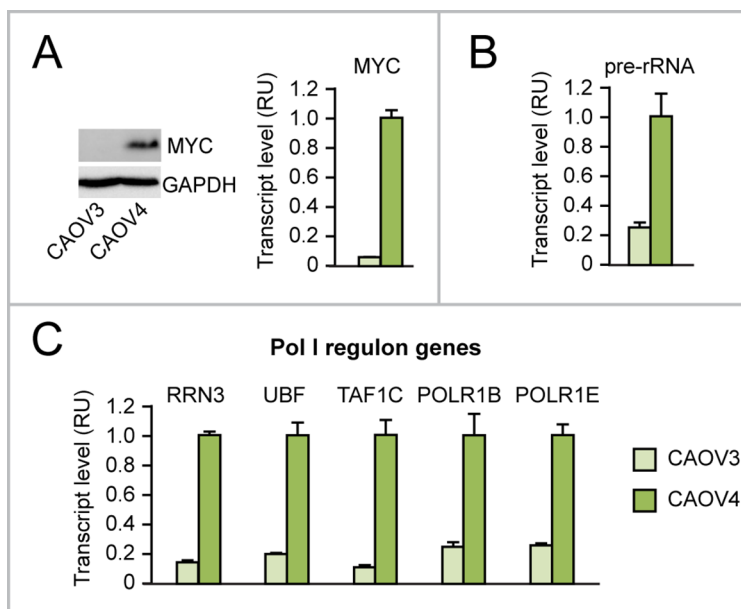 A
MYC
GAPDH
CAOV3
CAOV4
MYC
Transcript level (RU)
1.2
1.0
0.8
0.6
0.4
0.2
0
B
pre-rRNA
Transcript level (RU)
1.2
1.0
0.8
0.6
0.4
0.2
0
C
Pol I regulon genes
RRN3 UBF TAF1C POLR1B POLR1E
Transcript level (RU)
1.2
1.0
0.8
0.6
0.4
0.2
0
CAOV3
CAOV4